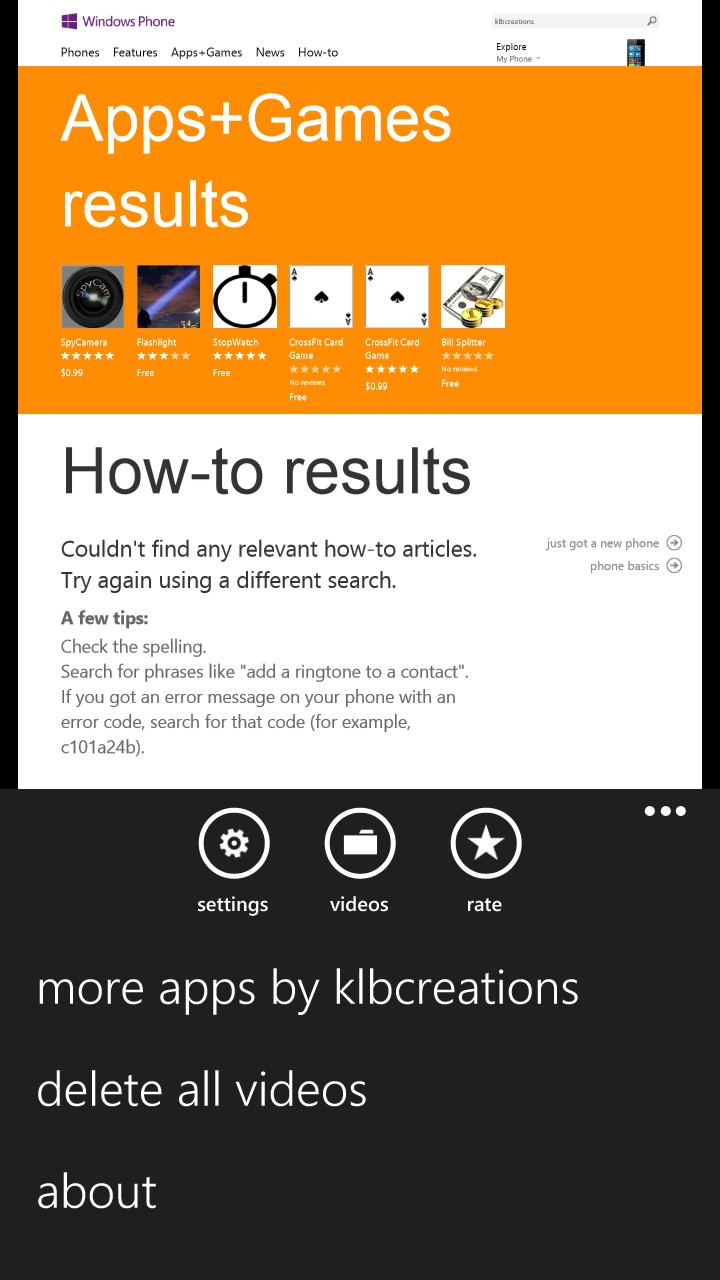 Windows Phone
klbcreations
Phones Features Apps+Games News How-to
Explore
My Phone
Apps+Games
results
SpyCam
A
A
A
A
SpyCamera
Flashlight
StopWatch
CrossFit Card
Game
CrossFit Card
Game
Bill Splitter
No reviews
No reviews
$0.99
Free
Free
Free
$0.99
Free
How-to results
Couldn't find any relevant how-to articles.
Try again using a different search.
just got a new phone
phone basics
A few tips:
Check the spelling.
Search for phrases like "add a ringtone to a contact".
If you got an error message on your phone with an
error code, search for that code (for example,
c101a24b).
settings
videos
rate
more apps by klbcreations
delete all videos
about